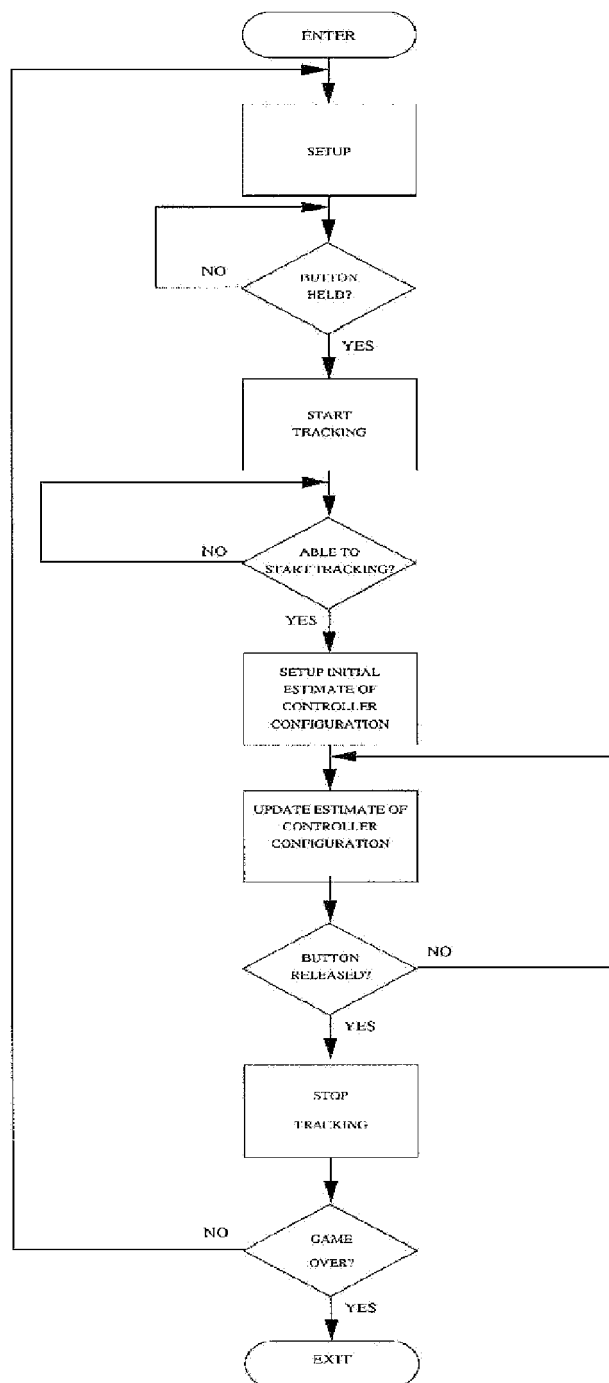 ENTER
SETUP
NO
BUTTON
HELD?
YES
START
TRACKING
NO
ABLE TO
START TRACKING?
YES
SETUP INITIAL
ESTIMATE OF
CONTROLLER
CONFIGURATION
UPDATE ESTIMATE OF
CONTROLLER
CONFIGURATION
BUTTON
RELEASED?
NO
YES
STOP
TRACKING
NO
GAME
OVER?
YES
EXIT